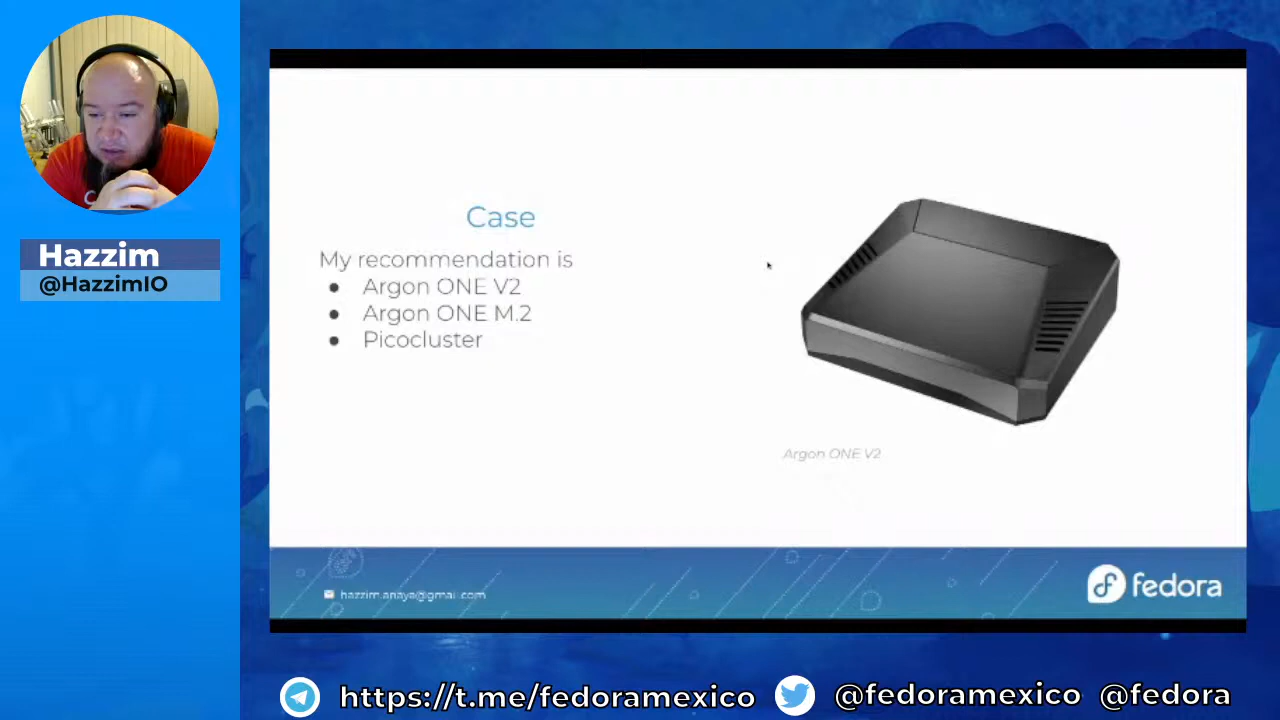 Hazzim
@HazzimIO
Case
My recommendation is
Argon ONE V2
Argon ONE M.2
Picocluster
Argon ONE V2
hazzim.anaya@gmail.com
fedora
https://t.me/fedoramexico
@fedoramexico @fedora